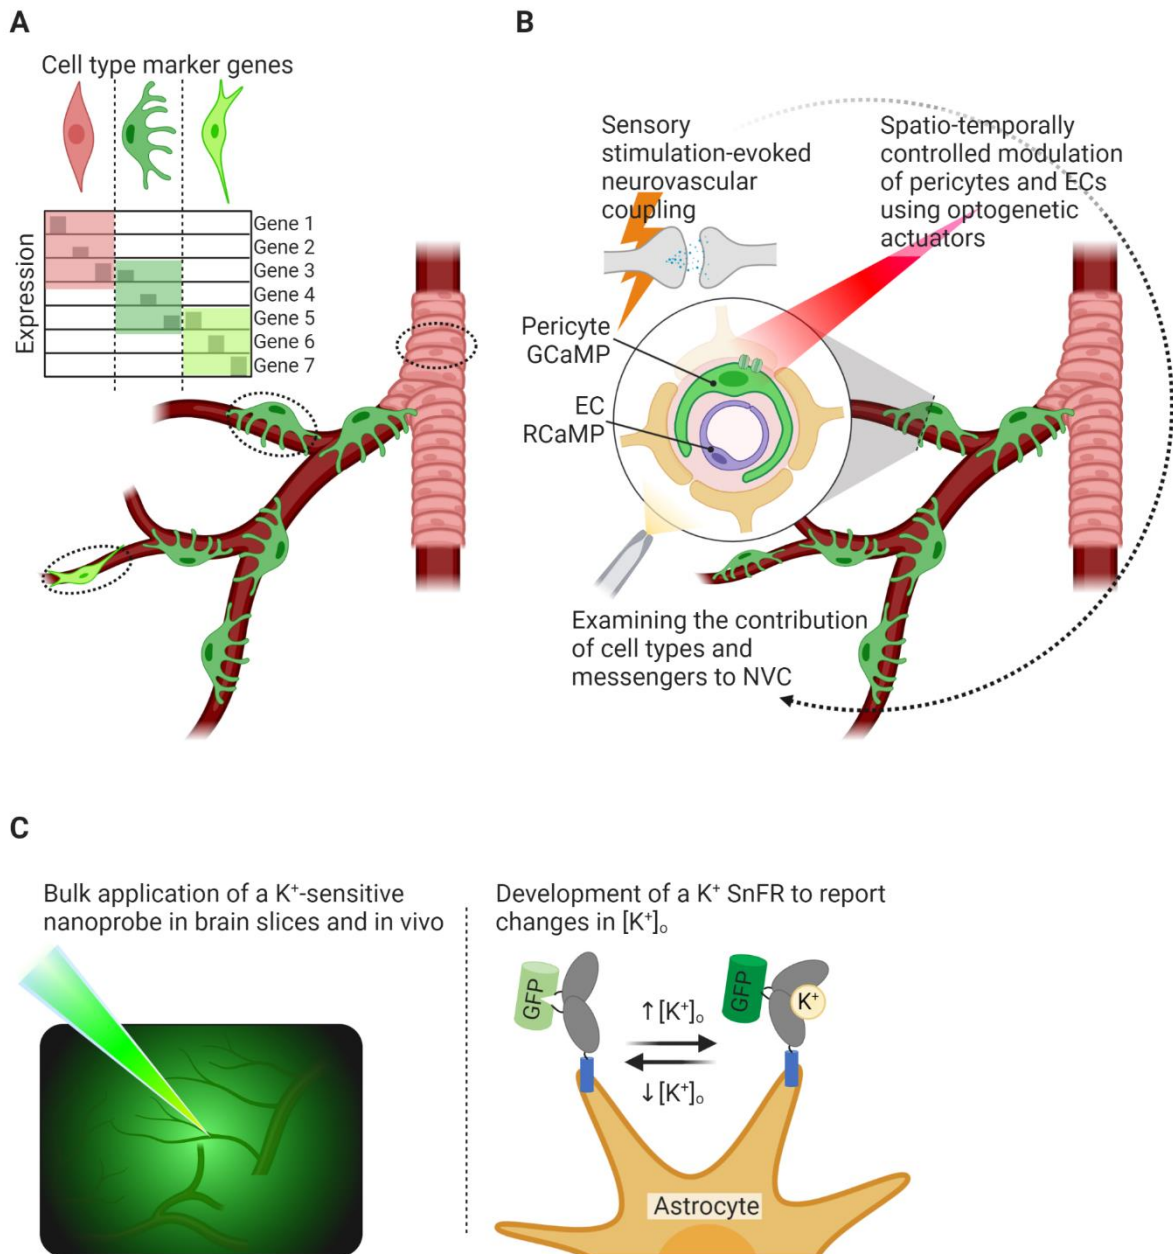 A
Cell type marker genes
Expression
Gene 1
Gene 2
Gene 3
Gene 4
Gene 5
Gene 6
Gene 7
B
Sensory
stimulation-evoked
neurovascular
coupling
Spatio-temporally
controlled modulation
of pericytes and ECs
using optogenetic
actuators
Pericyte
GCaMP
EC
RCaMP
Examining the contribution
of cell types and
messengers to NVC
C
Bulk application of a K⁺-sensitive
nanoprobe in brain slices and in vivo
Development of a K⁺ SnFR to report
changes in [K⁺]ₒ
GFP
↑[K⁺]ₒ
↓[K⁺]ₒ
GFP
K⁺
Astrocyte